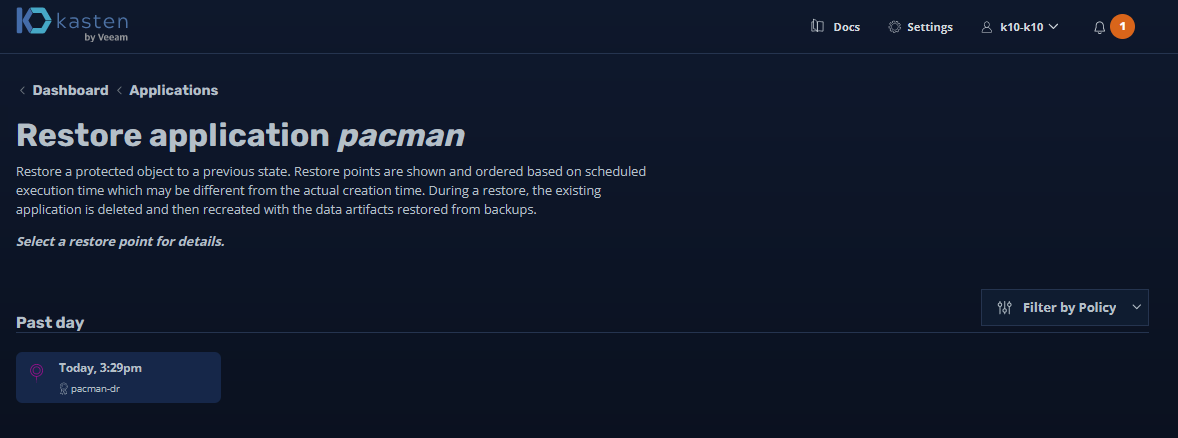 kasten
by Veeam
Docs
Settings
k10-k10
1
Dashboard
Applications
Restore application pacman
Restore a protected object to a previous state. Restore points are shown and ordered based on scheduled
execution time which may be different from the actual creation time. During a restore, the existing
application is deleted and then recreated with the data artifacts restored from backups.
Select a restore point for details.
Filter by Policy
Past day
Today, 3:29pm
pacman-dr